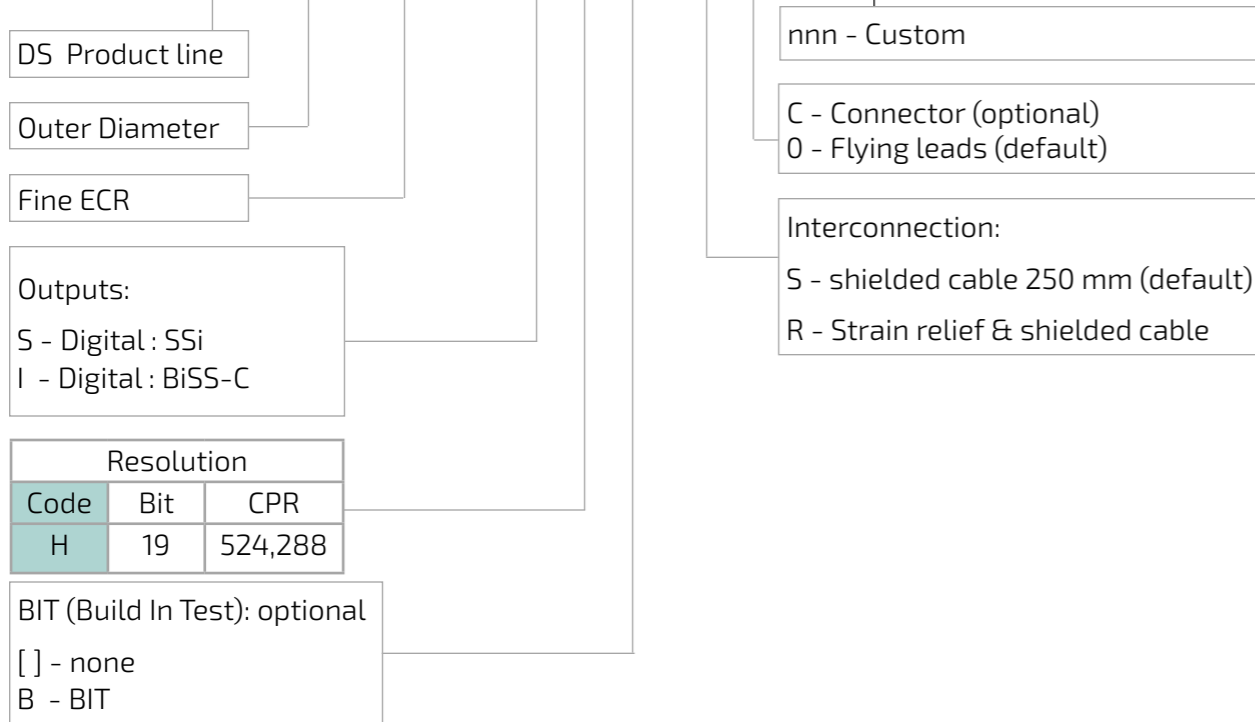 DS Product line
Outer Diameter
Fine ECR
Outputs:
S - Digital : SSi
I - Digital : BiSS-C
Resolution
Code Bit CPR
H 19 524,288
BIT (Build In Test): optional
[ ] - none
B - BIT
nnn - Custom
C - Connector (optional)
0 - Flying leads (default)
Interconnection:
S - shielded cable 250 mm (default)
R - Strain relief & shielded cable